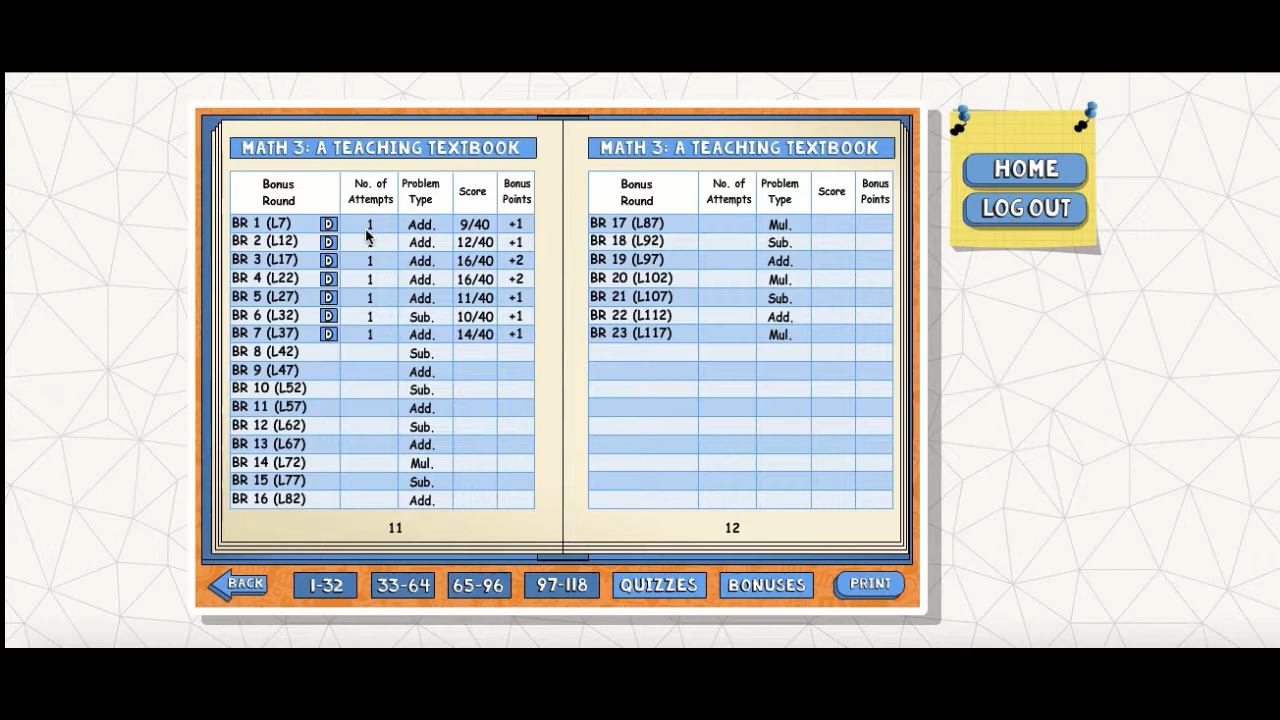 MATH 3: A TEACHING TEXTBOOK
Bonus Round No. of Attempts Problem Type Score Bonus Points
BR 1 (L7) D 1 Add. 9/40 +1
BR 2 (L12) D Add. 12/40 +1
BR 3 (L17) D 1 Add. 16/40 +2
BR 4 (L22) D 1 Add. 16/40 +2
BR 5 (L27) D 1 Add. 11/40 +1
BR 6 (L32) D 1 Sub. 10/40 +1
BR 7 (L37) D 1 Add. 14/40 +1
BR 8 (L42) Sub.
BR 9 (L47) Add.
BR 10 (L52) Sub.
BR 11 (L57) Add.
BR 12 (L62) Sub.
BR 13 (L67) Add.
BR 14 (L72) Mul.
BR 15 (L77) Sub.
BR 16 (L82) Add.
11
MATH 3: A TEACHING TEXTBOOK
Bonus Round No. of Attempts Problem Type Score Bonus Points
BR 17 (L87) Mul.
BR 18 (L92) Sub.
BR 19 (L97) Add.
BR 20 (L102) Mul.
BR 21 (L107) Sub.
BR 22 (L112) Add.
BR 23 (L117) Mul.
12
HOME
LOG OUT
BACK 1-32 33-64 65-96 97-118 QUIZZES BONUSES PRINT